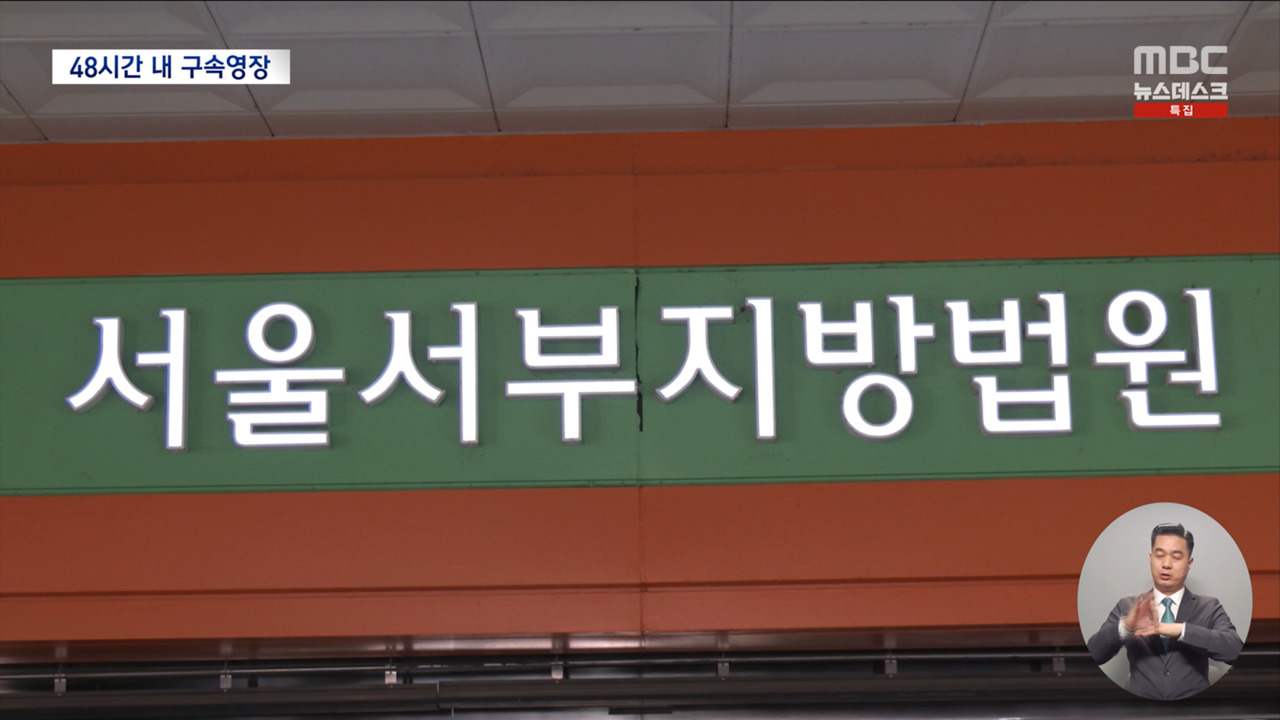 48시간 내 구속영장
MBC
뉴스데스크
특집
서울서부지방법원